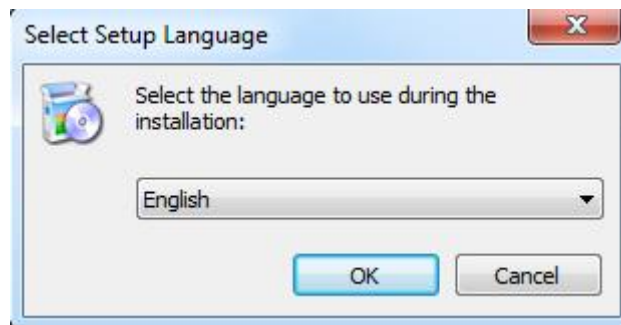 Select Setup Language
Select the language to use during the
installation:
English
OK
Cancel